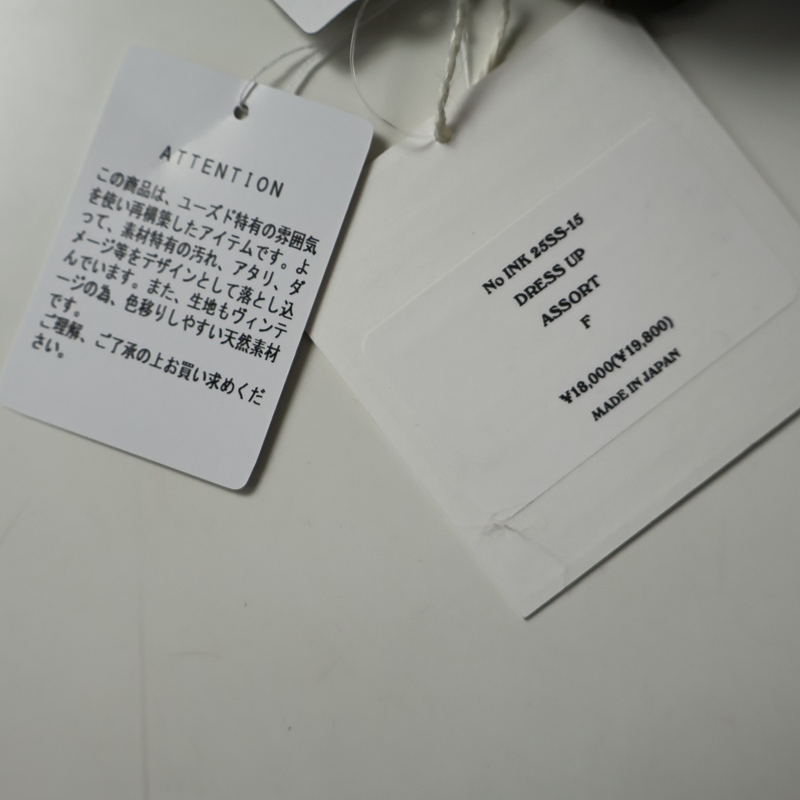 ATTENTION
この商品は、ユーズド特有の雰囲気
を使い再構築したアイテムです。よ
って、素材特有の汚れ、アタリ、ダ
メージ等をデザインとして落とし込
んでいます。また、生地もヴィンテ
ージの為、色移りしやすい天然素材
です。
ご理解、ご了承の上お買い求めくだ
さい。
No INK 25SS-15
DRESS UP
ASSORT
F
¥18,000(¥19,800)
MADE IN JAPAN